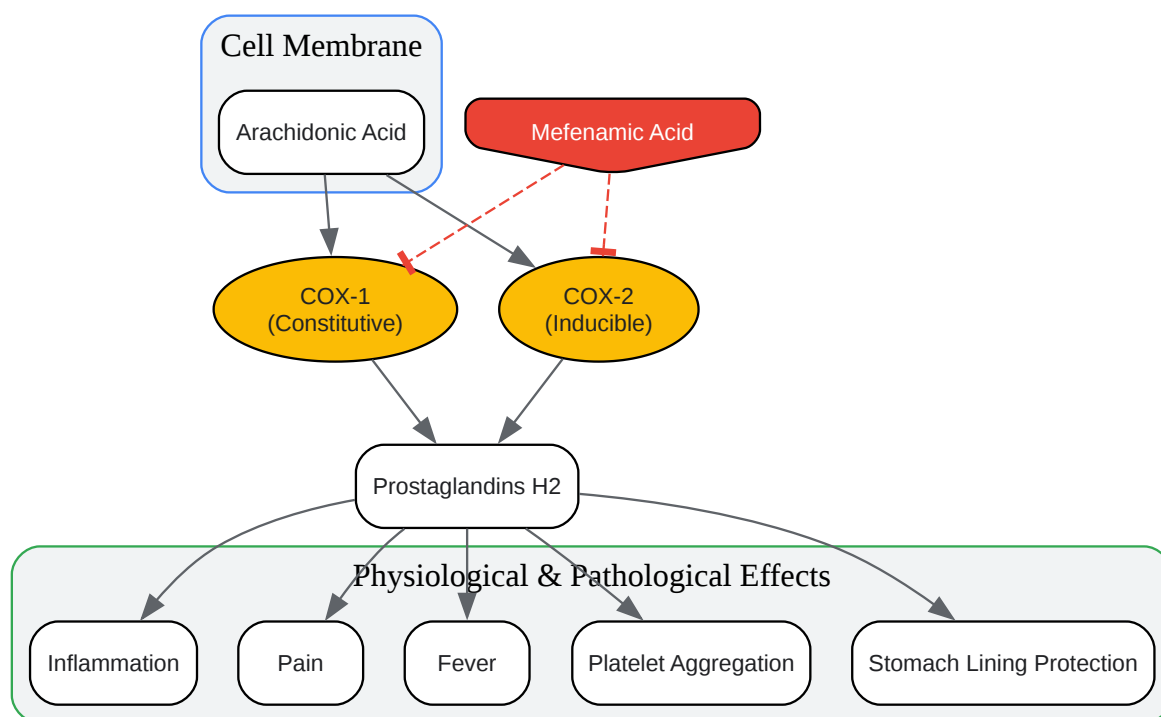 Cell Membrane
Arachidonic Acid
Mefenamic Acid
COX-1
(Constitutive)
COX-2
(Inducible)
Prostaglandins H2
Physiological & Pathological Effects
Inflammation
Pain
Fever
Platelet Aggregation
Stomach Lining Protection